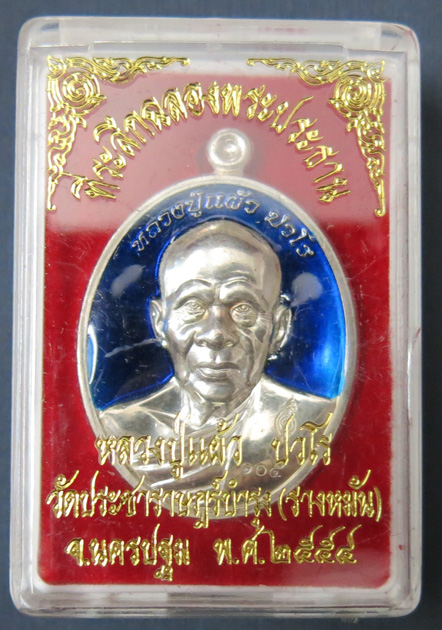 ที่ระลึกฉลองพระประธาน
หลวงปู่แผ้ว ปวโร
๑๐๔
หลวงปู่แผ้ว ปวโร
วัดประชาราษฎร์บำรุง (รางหมัน)
จ.นครปฐม พ.ศ.๒๕๕๔